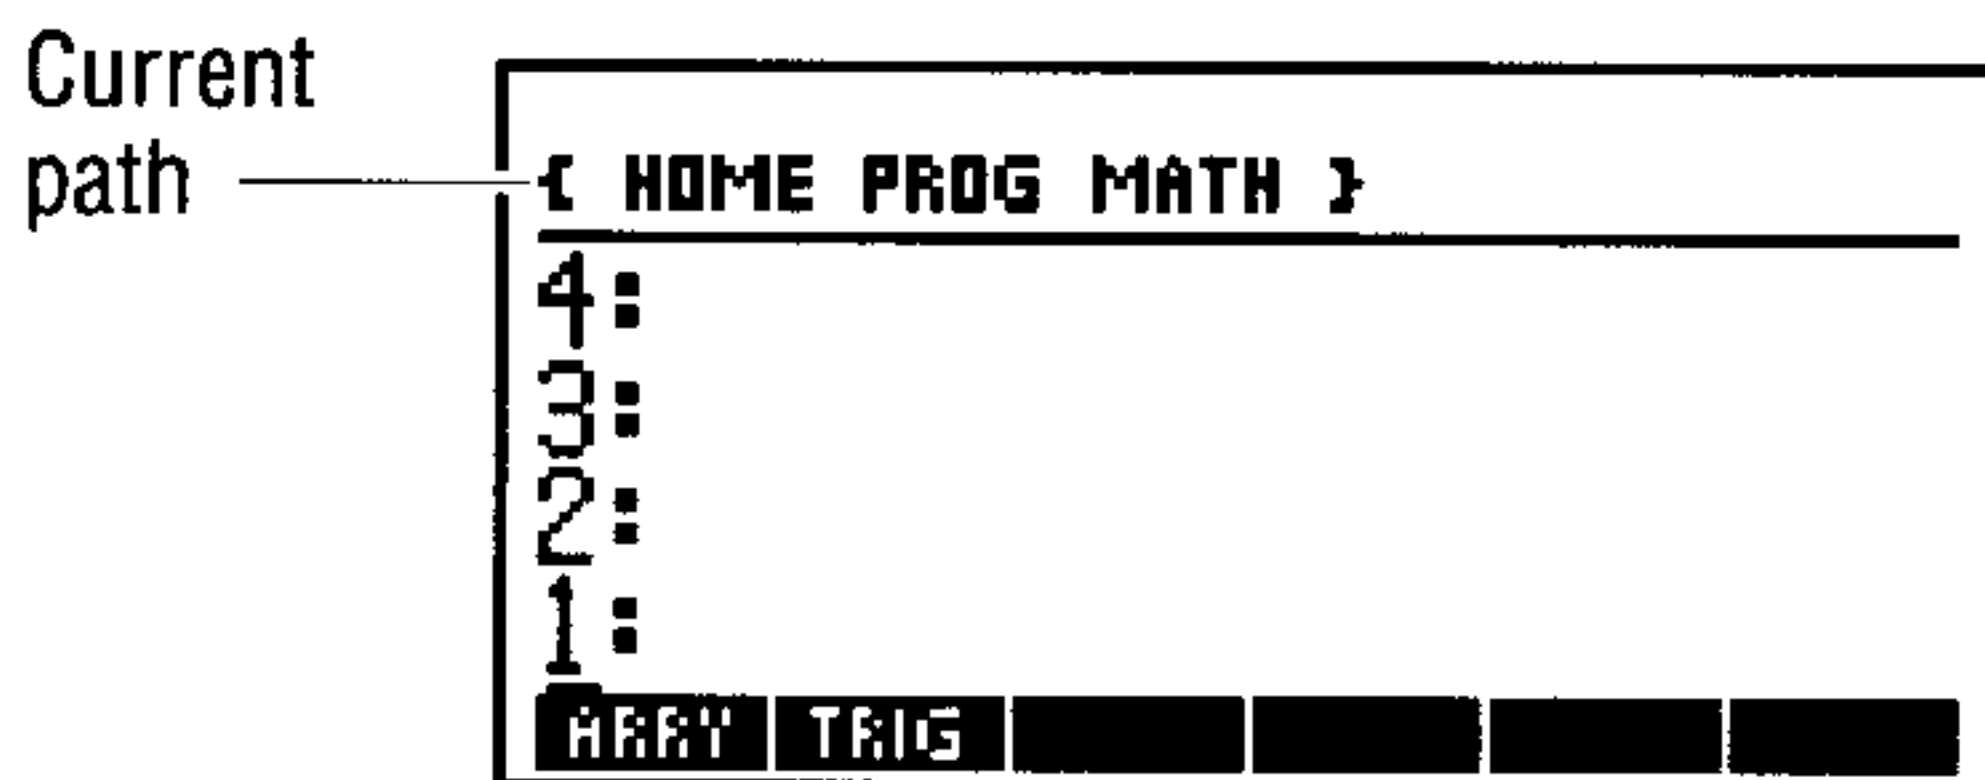 Current
path
{ HOME PROG MATH }
4:
3:
2:
1:
ARRY TRIG